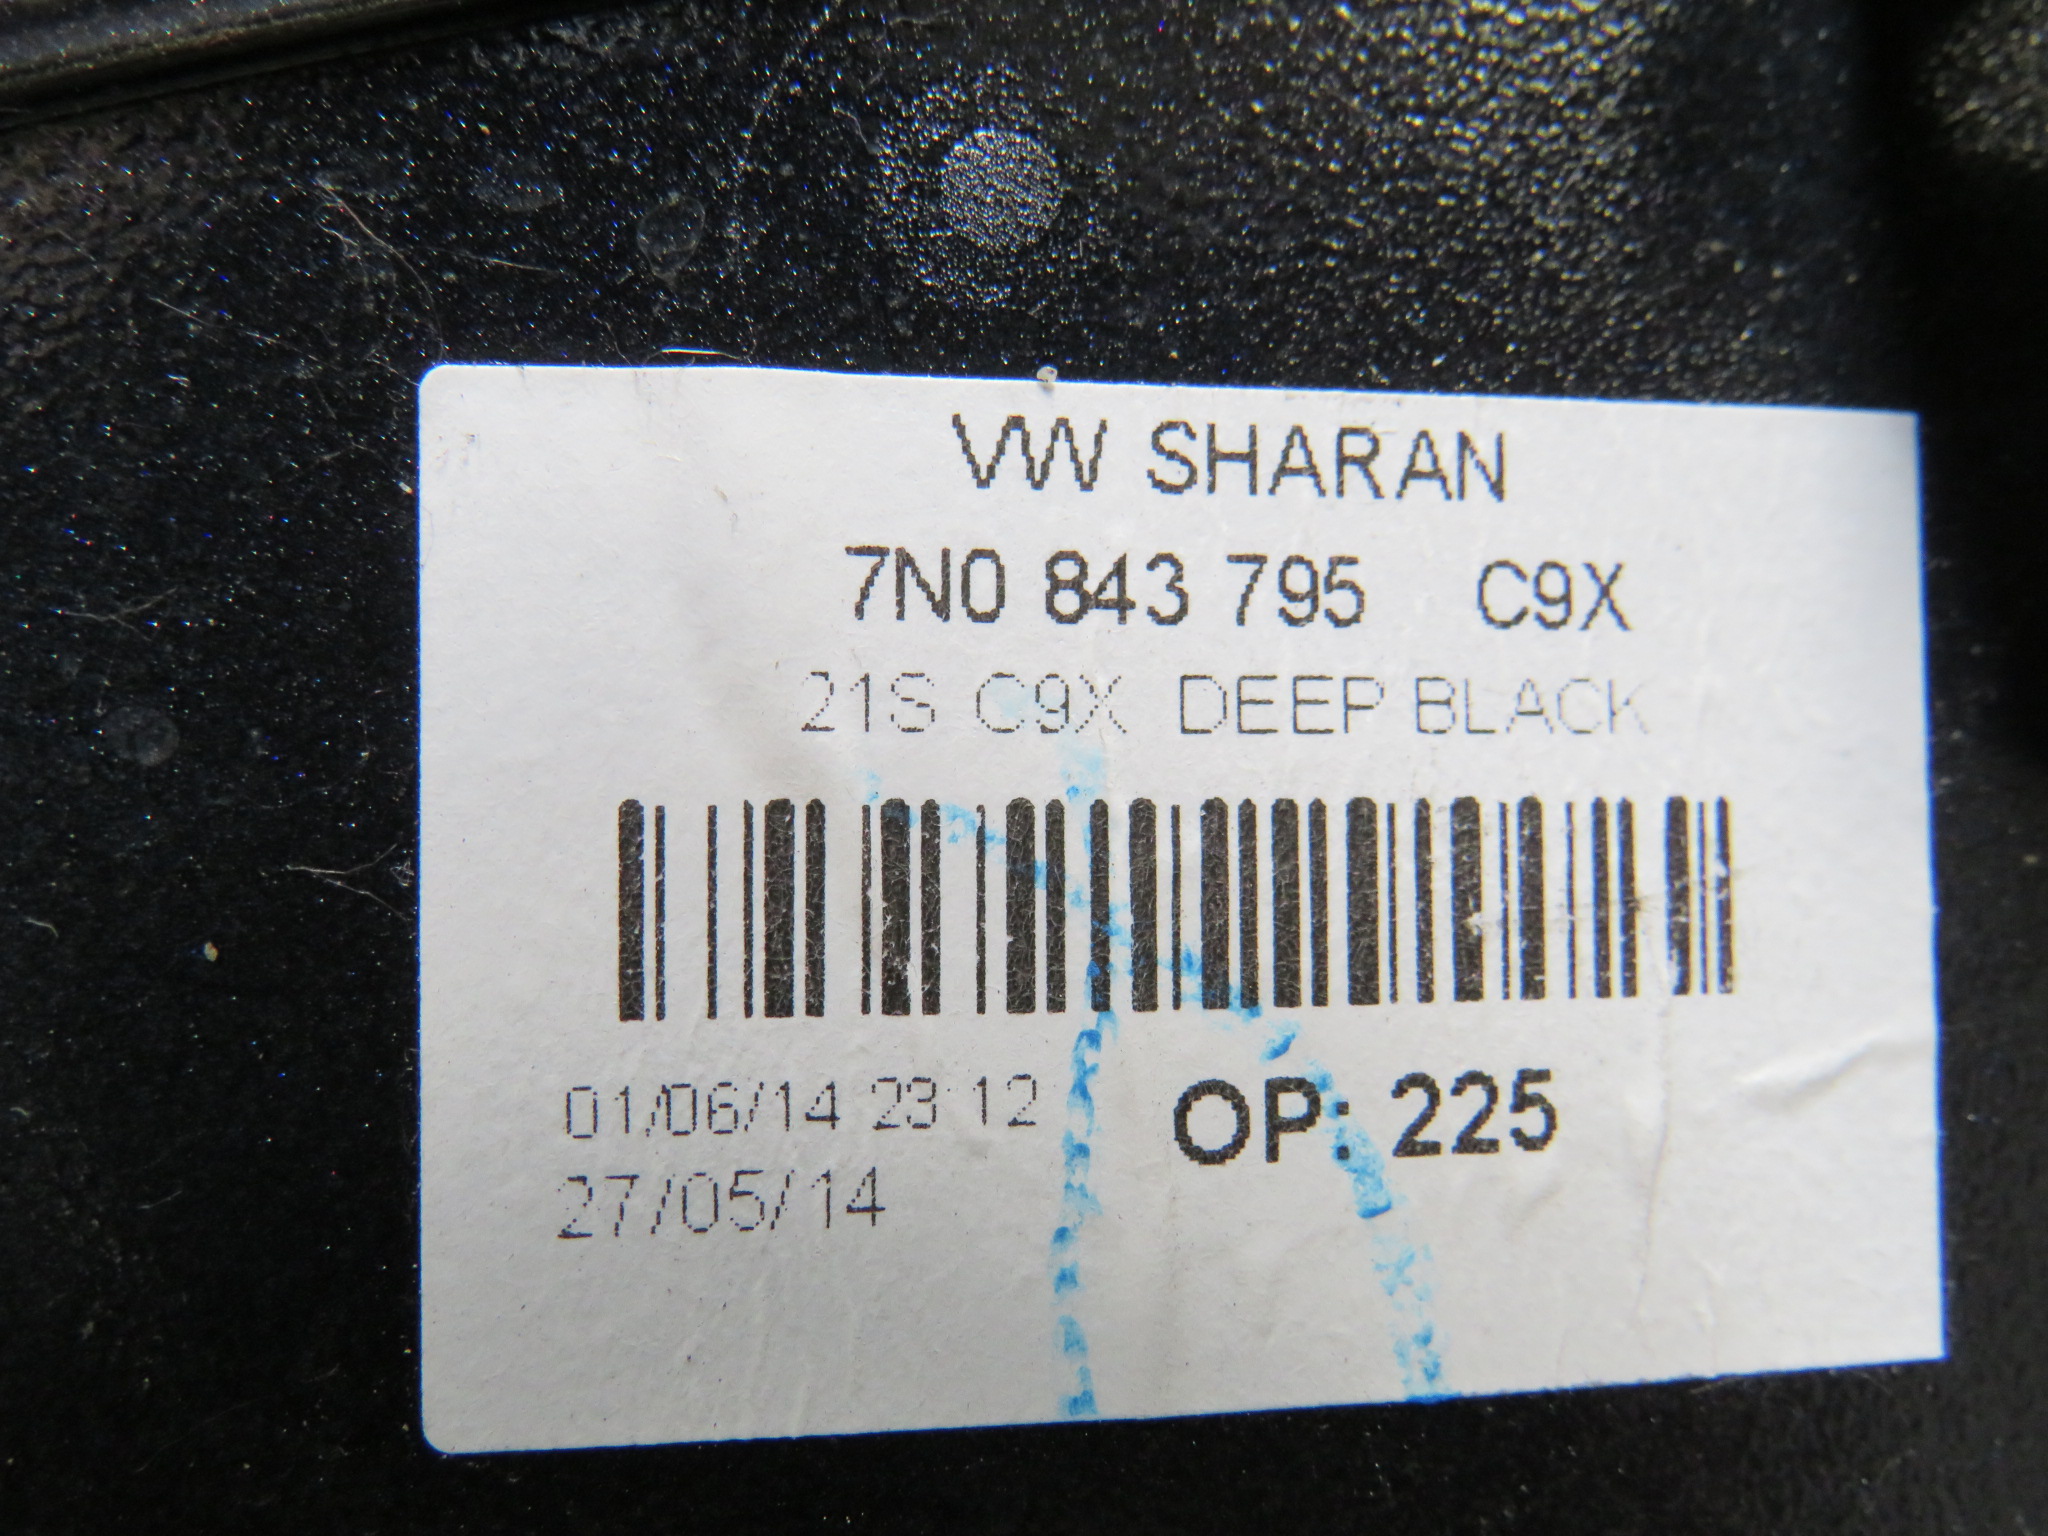 VW SHARAN
7N0 843 795 C9X
21S C9X DEEP BLACK
01/06/14 23:12
OP: 225
27/05/14